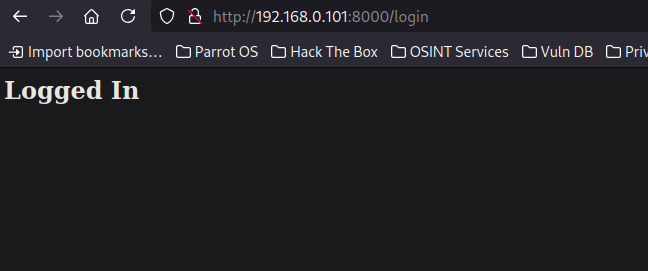 http://192.168.0.101:8000/login
Import bookmarks... Parrot OS Hack The Box OSINT Services Vuln DB
Logged In